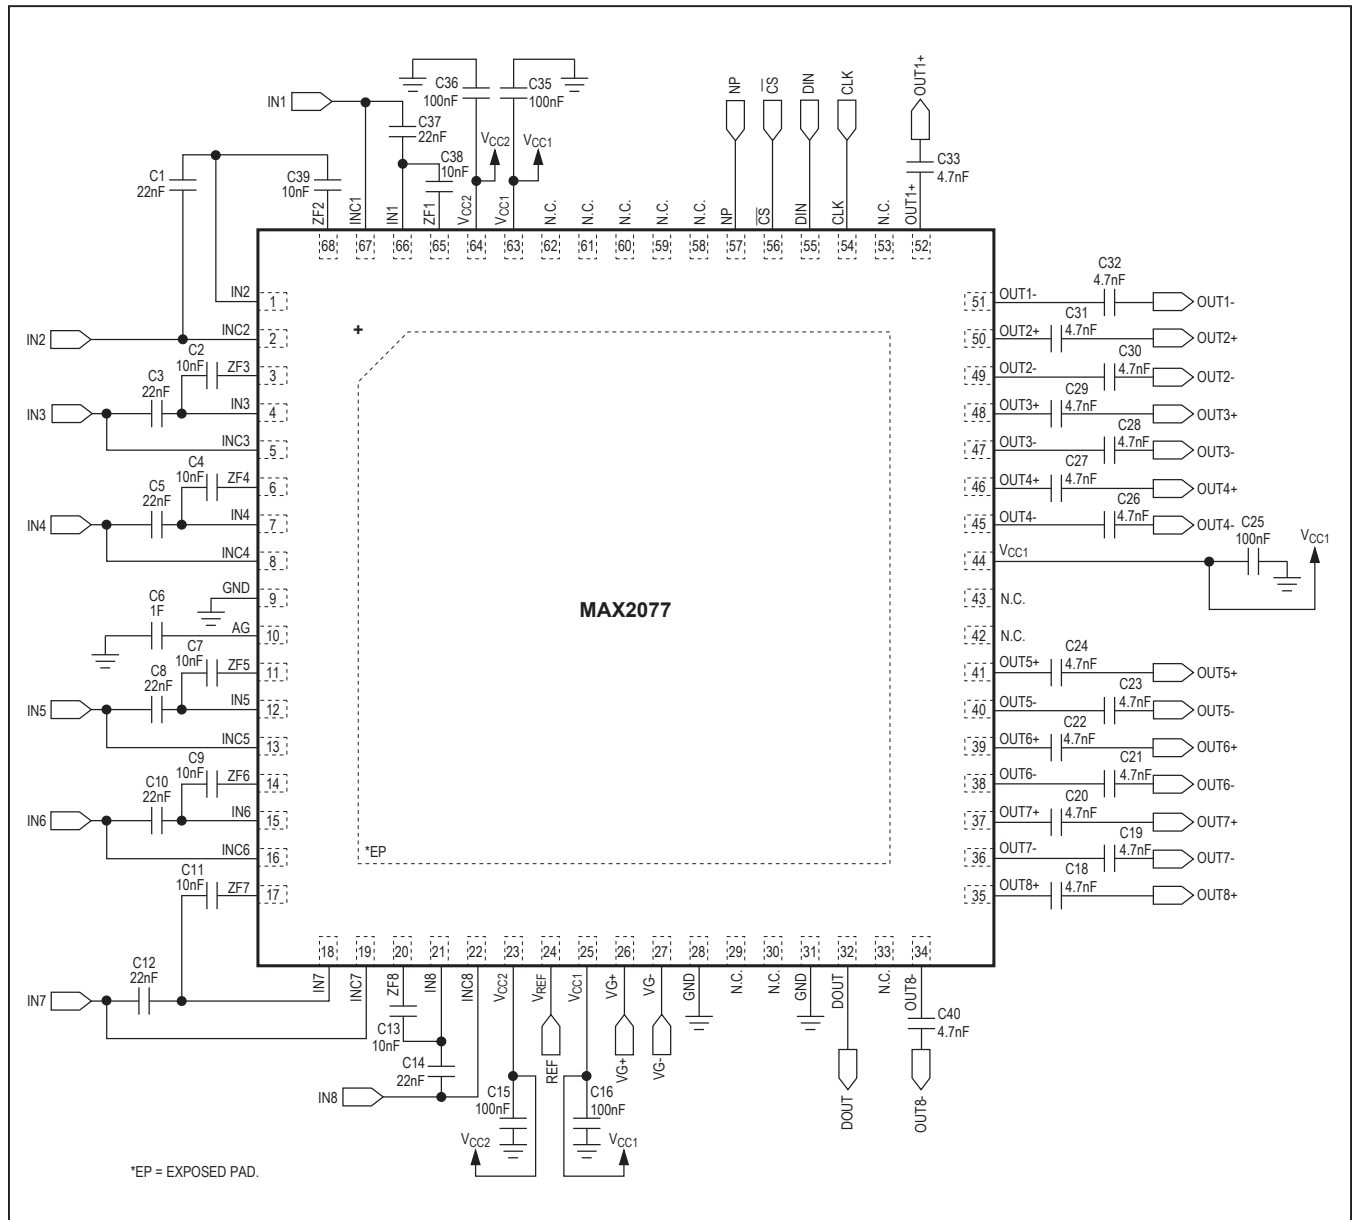 IN1
C36
100nF
C35
100nF
C37
22nF
C38
10nF
VCC2
VCC1
NP
CS
DIN
CLK
OUT1+
C33
4.7nF
C1
22nF
C39
10nF
ZF2
INC1
IN1
ZF1
VCC2
VCC1
N.C.
N.C.
N.C.
N.C.
N.C.
NP
CS
DIN
CLK
N.C.
OUT1+
68
67
66
65
64
63
62
61
60
59
58
57
56
55
54
53
52
IN2
1
IN2
INC2
2
C2
10nF
ZF3
3
C3
22nF
IN3
IN3
4
INC3
5
C4
10nF
ZF4
6
C5
22nF
IN4
IN4
7
INC4
8
GND
9
C6
1F
AG
10
C7
10nF
ZF5
11
C8
22nF
IN5
IN5
12
INC5
13
C9
10nF
ZF6
14
C10
22nF
IN6
IN6
15
INC6
16
C11
10nF
ZF7
17
+
MAX2077
*EP
51
OUT1-
C32
4.7nF
OUT1-
50
OUT2+
C31
4.7nF
OUT2+
49
OUT2-
C30
4.7nF
OUT2-
48
OUT3+
C29
4.7nF
OUT3+
47
OUT3-
C28
4.7nF
OUT3-
46
OUT4+
C27
4.7nF
OUT4+
45
OUT4-
C26
4.7nF
OUT4-
44
VCC1
C25
100nF
VCC1
43
N.C.
42
N.C.
41
OUT5+
C24
4.7nF
OUT5+
40
OUT5-
C23
4.7nF
OUT5-
39
OUT6+
C22
4.7nF
OUT6+
38
OUT6-
C21
4.7nF
OUT6-
37
OUT7+
C20
4.7nF
OUT7+
36
OUT7-
C19
4.7nF
OUT7-
35
OUT8+
C18
4.7nF
OUT8+
18
19
20
21
22
23
24
25
26
27
28
29
30
31
32
33
34
IN7
INC7
ZF8
IN8
INC8
VCC2
VREF
VCC1
VG+
VG-
GND
N.C.
N.C.
GND
DOUT
N.C.
OUT8-
C12
22nF
IN7
C13
10nF
C14
22nF
IN8
C15
100nF
VCC2
REF
C16
100nF
VCC1
VG+
VG-
DOUT
C40
4.7nF
OUT8-
*EP = EXPOSED PAD.